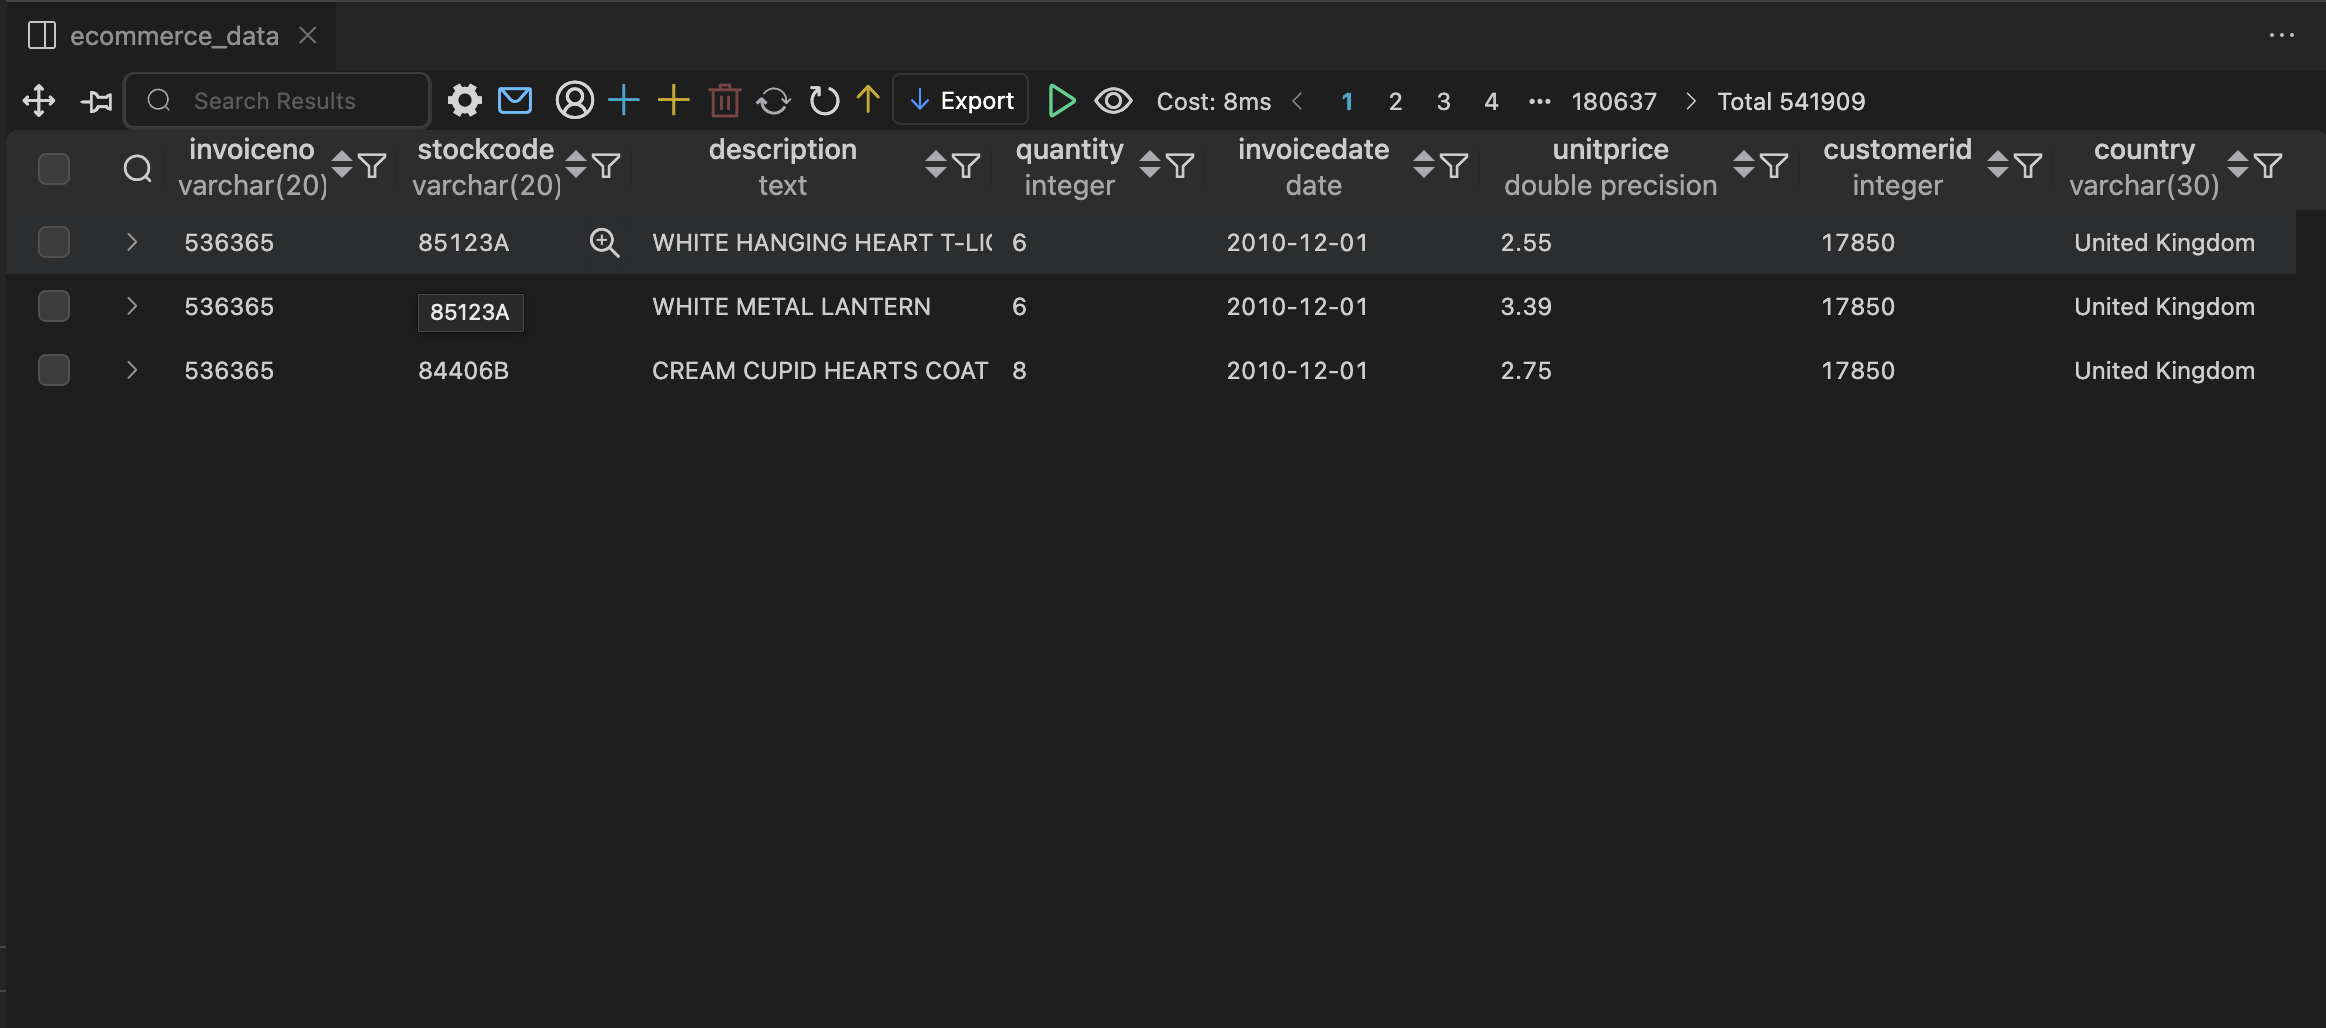 ecommerce_data
Search Results Export Cost: 8ms 1 2 3 4 ••• 180637 Total 541909
invoiceno stockcode description quantity invoicedate unitprice customerid country
varchar(20) varchar(20) text integer date double precision integer varchar(30)
536365 85123A WHITE HANGING HEART T-LI 6 2010-12-01 2.55 17850 United Kingdom
536365 85123A WHITE METAL LANTERN 6 2010-12-01 3.39 17850 United Kingdom
536365 84406B CREAM CUPID HEARTS COAT 8 2010-12-01 2.75 17850 United Kingdom